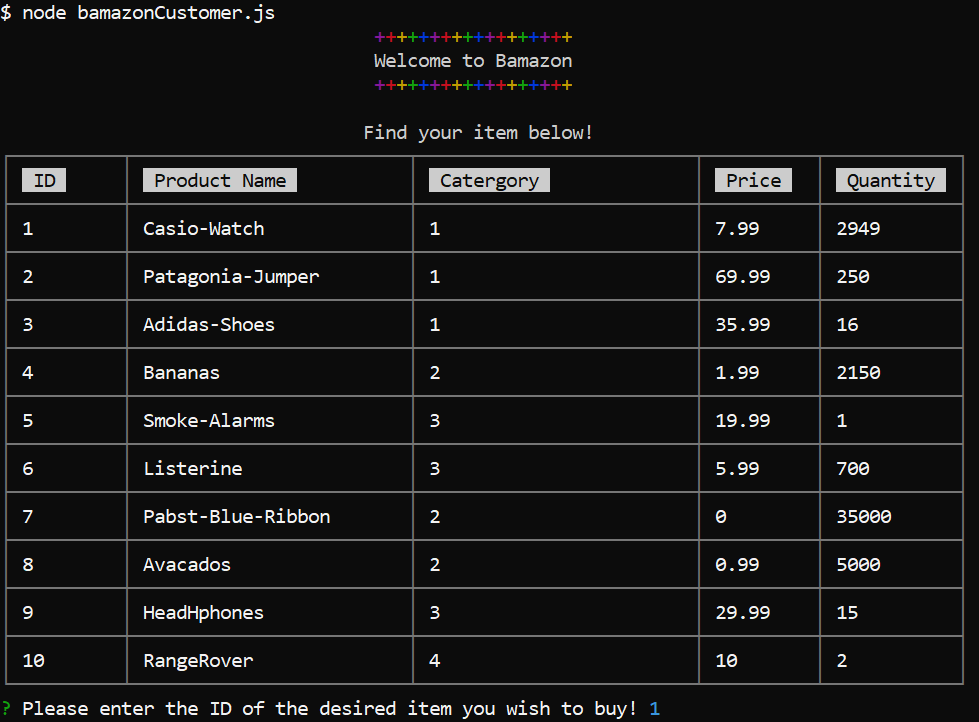 $ node bamazonCustomer.js
++++++++++++++++++
Welcome to Bamazon
++++++++++++++++++
Find your item below!
ID Product Name Catergory Price Quantity
1 Casio-Watch 1 7.99 2949
2 Patagonia-Jumper 1 69.99 250
3 Adidas-Shoes 1 35.99 16
4 Bananas 2 1.99 2150
5 Smoke-Alarms 3 19.99 1
6 Listerine 3 5.99 700
7 Pabst-Blue-Ribbon 2 0 35000
8 Avacados 2 0.99 5000
9 HeadHphones 3 29.99 15
10 RangeRover 4 10 2
? Please enter the ID of the desired item you wish to buy! 1